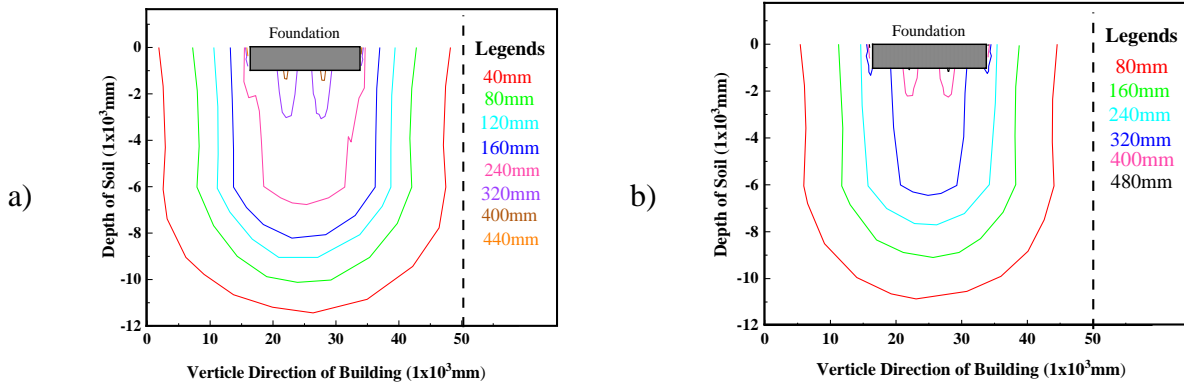 a)
Foundation
Legends
40mm
80mm
120mm
160mm
240mm
320mm
400mm
440mm
0
-2
-4
-6
-8
-10
-12
Depth of Soil (1x10³mm)
0 10 20 30 40 50
Verticle Direction of Building (1x10³mm)
b)
Foundation
Legends
80mm
160mm
240mm
320mm
400mm
480mm
0
-2
-4
-6
-8
-10
-12
Depth of Soil (1x10³mm)
0 10 20 30 40 50
Verticle Direction of Building (1x10³mm)